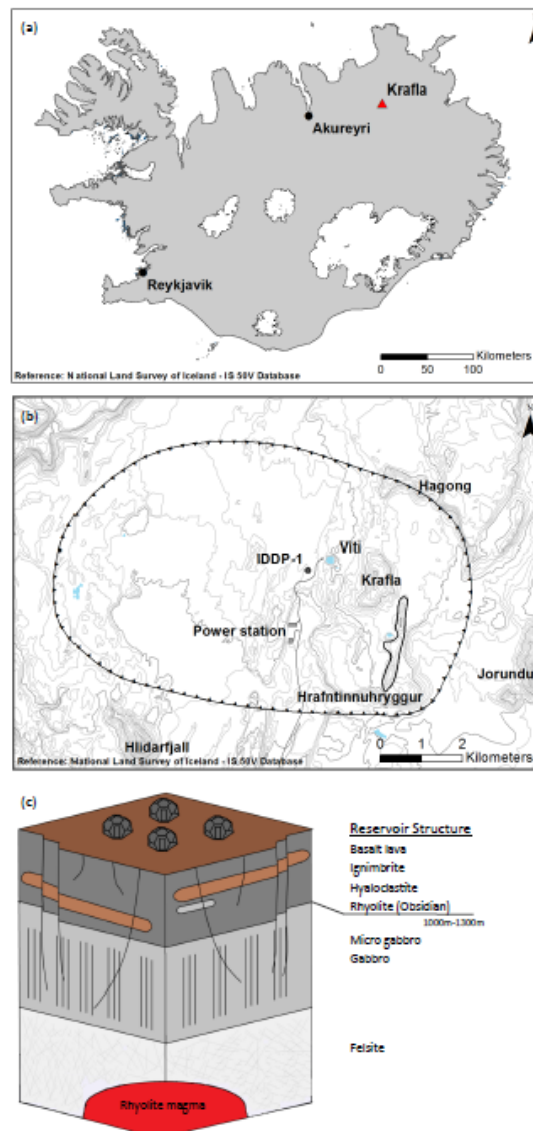 (a)
Krafla
Akureyri
Reykjavik
Kilometers
0 50 100
Reference: National Land Survey of Iceland - IS 50V Database
(b)
Hagong
Viti
IDDP-1
Krafla
Power station
Jorundu
Hrafntinnuhryggur
Hlidarfjall
0 1 2
Kilometers
Reference: National Land Survey of Iceland - IS 50V Database
(c)
Reservoir Structure
Basalt lava
Ignimbrite
Hyaloclastite
Rhyolite (Obsidian)
1000m-1300m
Micro gabbro
Gabbro
Felsite
Rhyolite magma